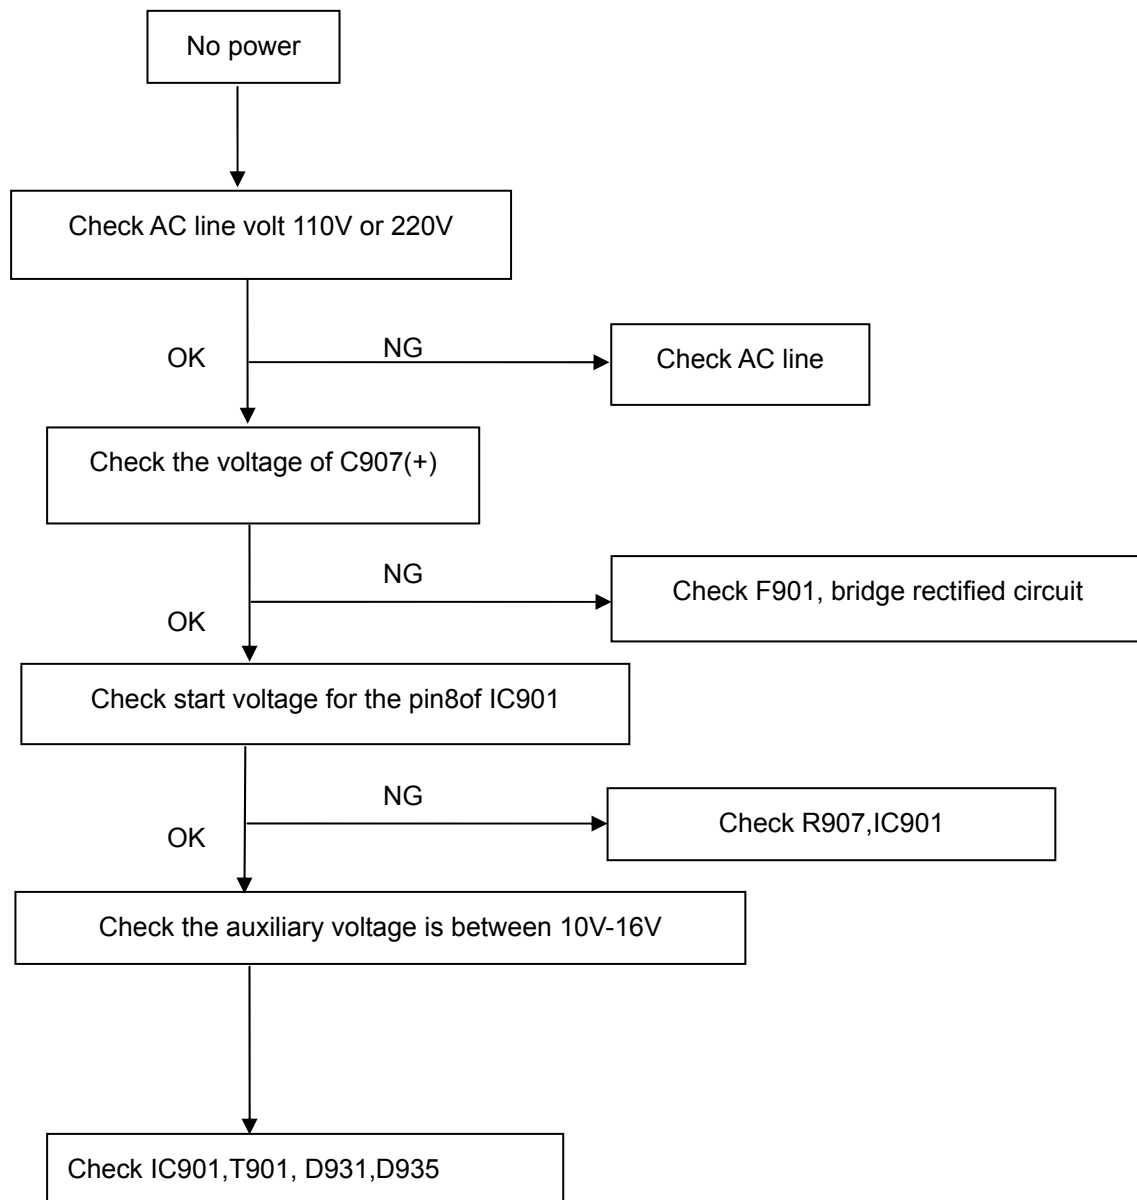 No power
Check AC line volt 110V or 220V
OK
NG
Check AC line
Check the voltage of C907(+)
NG
Check F901, bridge rectified circuit
OK
Check start voltage for the pin8of IC901
NG
Check R907,IC901
OK
Check the auxiliary voltage is between 10V-16V
Check IC901,T901, D931,D935